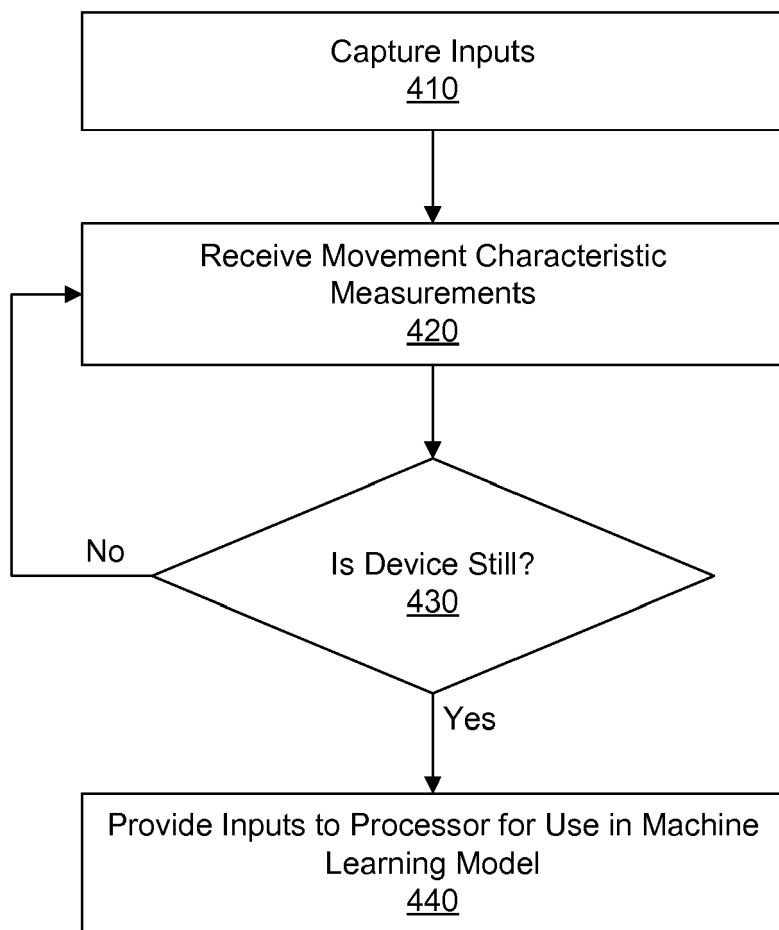 Capture Inputs
410
Receive Movement Characteristic
Measurements
420
Is Device Still?
430
No
Yes
Provide Inputs to Processor for Use in Machine
Learning Model
440